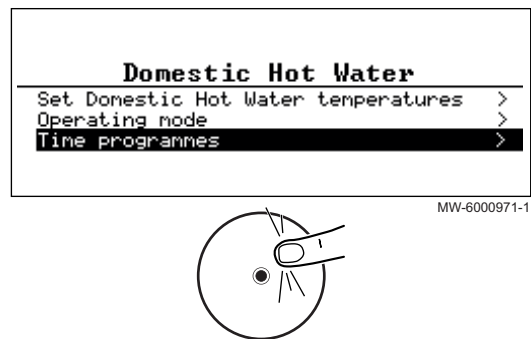 Domestic Hot Water
Set Domestic Hot Water temperatures >
Operating mode >
Time programmes >
MW-6000971-1